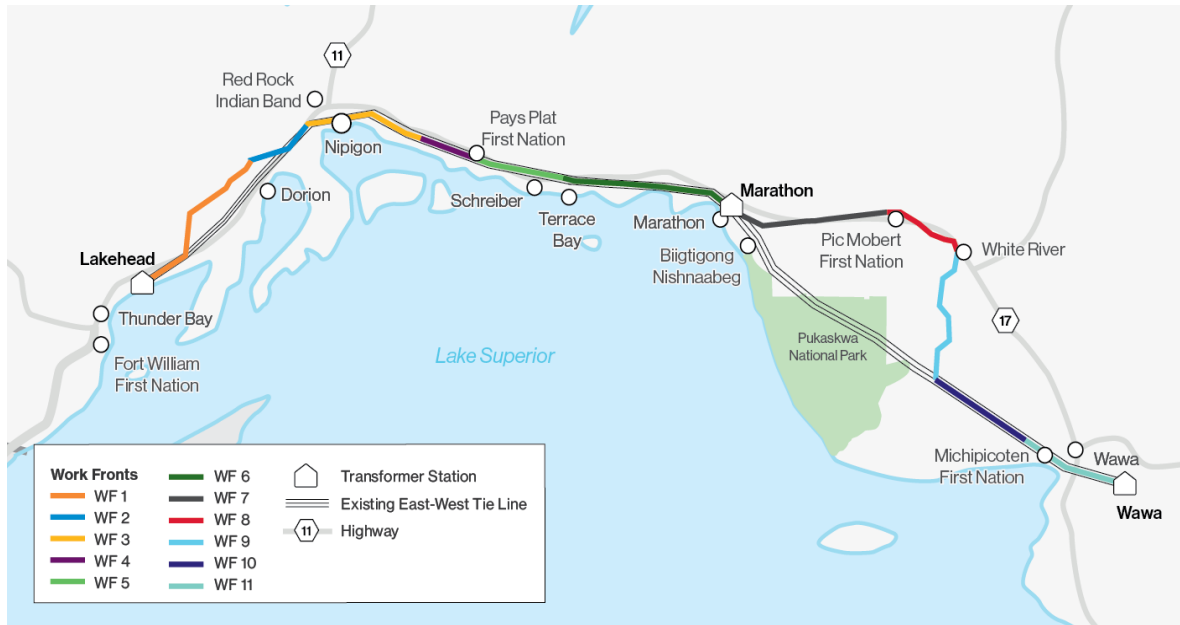 11
Red Rock
Indian Band
Pays Plat
First Nation
Nipigon
Dorion
Schreiber
Terrace
Bay
Marathon
Marathon
Biigtigong
Nishnaabeg
Pic Mobert
First Nation
White River
Lakehead
Thunder Bay
Fort William
First Nation
17
Pukaskwa
National Park
Lake Superior
Michipicoten
First Nation
Wawa
Wawa
Work Fronts
WF 1
WF 2
WF 3
WF 4
WF 5
WF 6
WF 7
WF 8
WF 9
WF 10
WF 11
Transformer Station
Existing East-West Tie Line
11 Highway